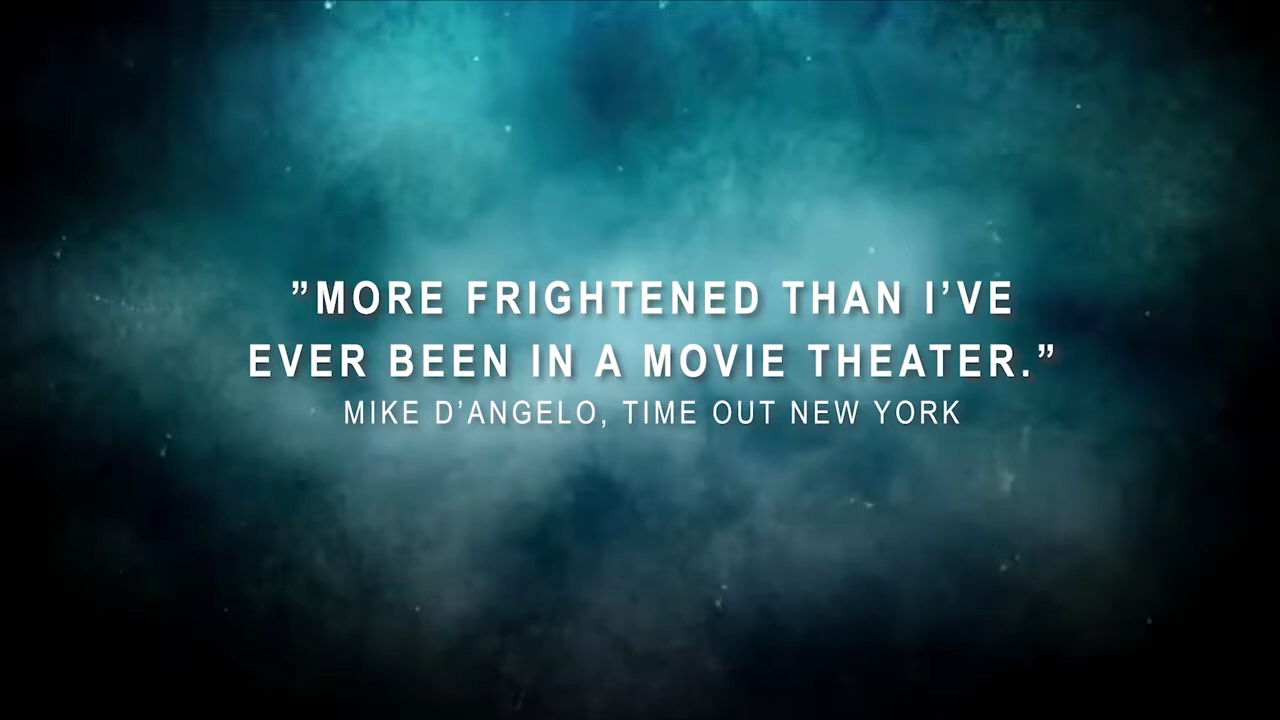 ”MORE FRIGHTENED THAN I’VE
EVER BEEN IN A MOVIE THEATER.”
MIKE D’ANGELO, TIME OUT NEW YORK